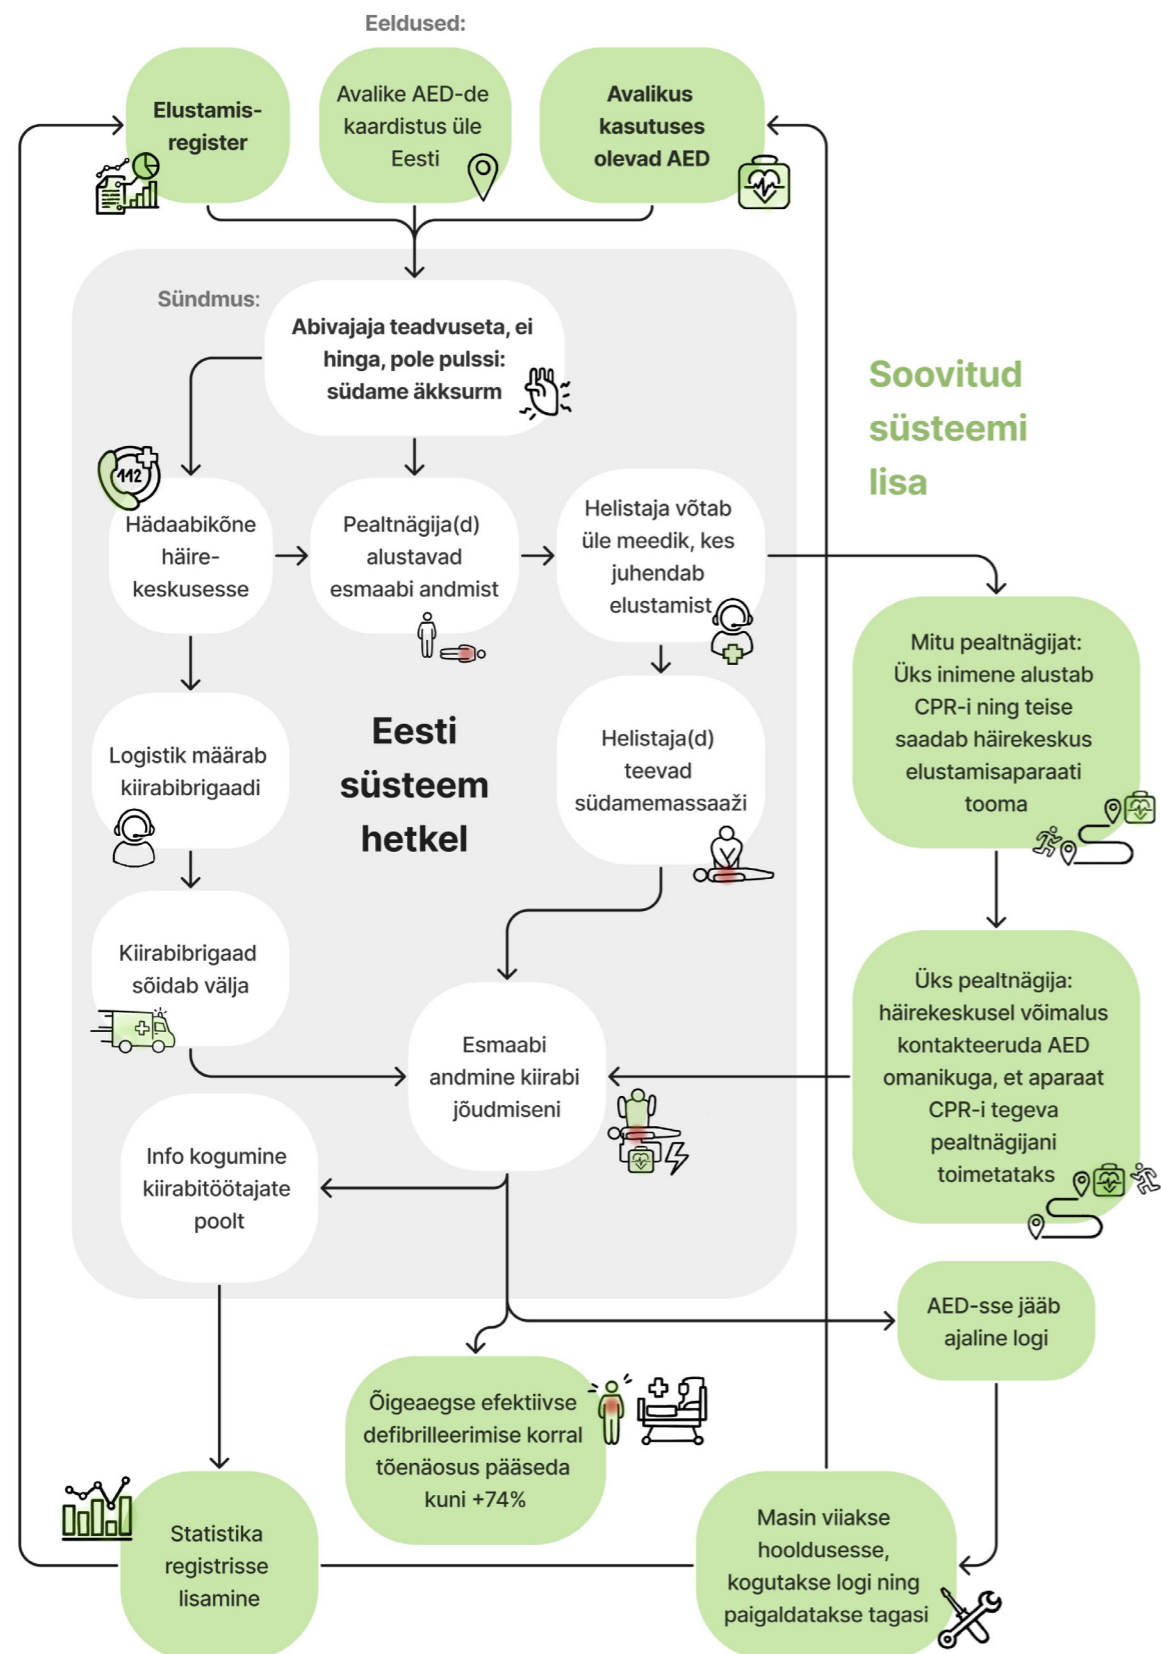 Eeldused:
Elustamis-
register
Avalike AED-de
kaardistus üle
Eesti
Avalikus
kasutuses
olevad AED
Sündmus:
Abivajaja teadvuseta, ei
hinga, pole pulssi:
südame äkksurm
Soovitud
süsteemi
lisa
112
Hädaabikõne
häire-
keskusesse
Pealtnägija(d)
alustavad
esmaabi andmist
Helistaja võtab
üle meedik, kes
juhendab
elustamist
Mitu pealtnägijat:
Üks inimene alustab
CPR-i ning teise
saadab häirekeskus
elustamisaparaati
tooma
Logistik määrab
kiirabibrigaadi
Eesti
süsteem
hetkel
Helistaja(d)
teevad
südamemassaaži
Kiirabibrigaad
sõidab välja
Esmaabi
andmine kiirabi
jõudmiseni
Üks pealtnägija:
häirekeskusel võimalus
kontakteeruda AED
omanikuga, et aparaat
CPR-i tegeva
pealtnägijani
toimetataks
Info kogumine
kiirabitöötajate
poolt
AED-sse jääb
ajaline logi
Õigeaegse efektiivse
defibrilleerimise korral
tõenäosus pääseda
kuni +74%
Statistika
registrisse
lisamine
Masin viiakse
hooldusesse,
kogutakse logi ning
paigaldatakse tagasi